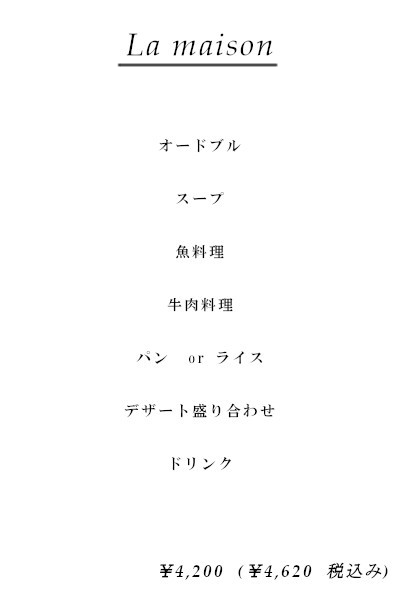 La maison
オードブル
スープ
魚料理
牛肉料理
パン　or ライス
デザート盛り合わせ
ドリンク
¥4,200 (¥4,620 税込み)